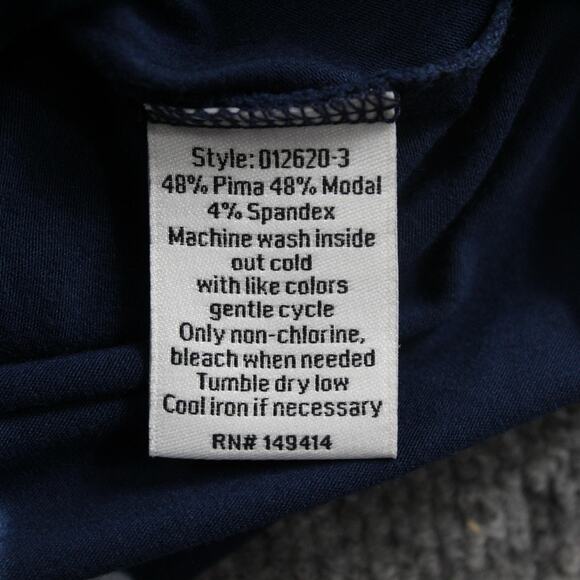 Style: 012620-3
48% Pima 48% Modal
4% Spandex
Machine wash inside
out cold
with like colors
gentle cycle
Only non-chlorine,
bleach when needed
Tumble dry low
Cool iron if necessary
RN# 149414